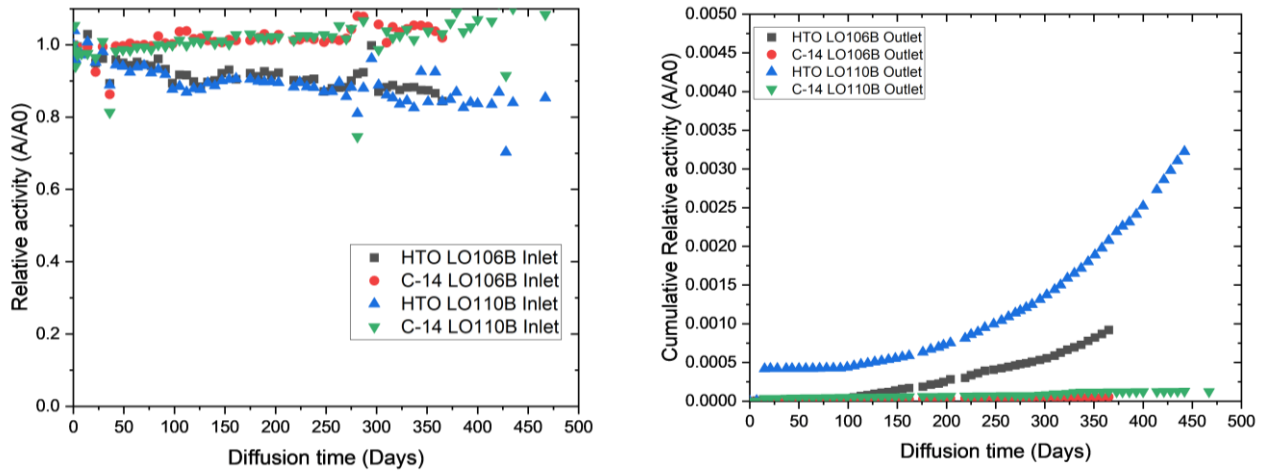 Relative activity (A/A0)
1.0
0.8
0.6
0.4
0.2
0.0
HTO LO106B Inlet
C-14 LO106B Inlet
HTO LO110B Inlet
C-14 LO110B Inlet
0 50 100 150 200 250 300 350 400 450 500
Diffusion time (Days)
Cumulative Relative activity (A/A0)
0.0050
0.0045
0.0040
0.0035
0.0030
0.0025
0.0020
0.0015
0.0010
0.0005
0.0000
HTO LO106B Outlet
C-14 LO106B Outlet
HTO LO110B Outlet
C-14 LO110B Outlet
0 50 100 150 200 250 300 350 400 450 500
Diffusion time (Days)